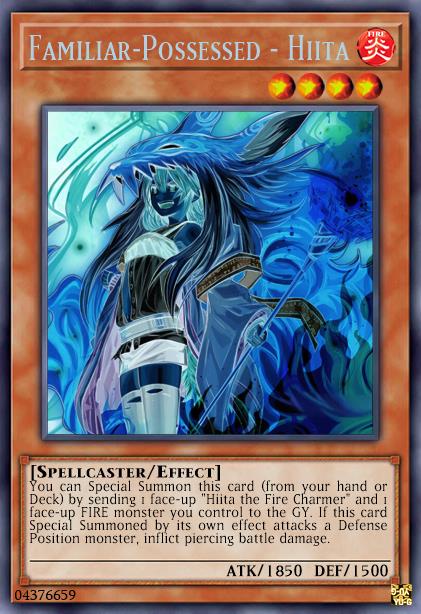 Familiar-Possessed - Hiita
FIRE
炎
[Spellcaster/Effect]
You can Special Summon this card (from your hand or
Deck) by sending 1 face-up "Hiita the Fire Charmer" and 1
face-up FIRE monster you control to the GY. If this card
Special Summoned by its own effect attacks a Defense
Position monster, inflict piercing battle damage.
ATK/1850 DEF/1500
04376659